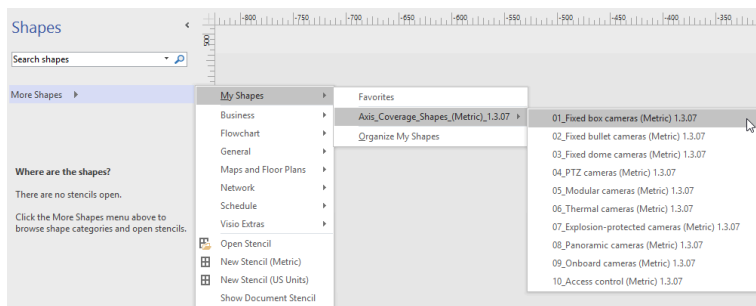 Shapes
Search shapes
More Shapes
Where are the shapes?
There are no stencils open.
Click the More Shapes menu above to
browse shape categories and open stencils.
-800 -750 -700 -650 -600 -550 -500 -450 -400 -350
500
My Shapes
Business
Flowchart
General
Maps and Floor Plans
Network
Schedule
Visio Extras
Open Stencil
New Stencil (Metric)
New Stencil (US Units)
Show Document Stencil
Favorites
Axis_Coverage_Shapes_(Metric)_1.3.07
Organize My Shapes
01_Fixed box cameras (Metric) 1.3.07
02_Fixed bullet cameras (Metric) 1.3.07
03_Fixed dome cameras (Metric) 1.3.07
04_PTZ cameras (Metric) 1.3.07
05_Modular cameras (Metric) 1.3.07
06_Thermal cameras (Metric) 1.3.07
07_Explosion-protected cameras (Metric) 1.3.07
08_Panoramic cameras (Metric) 1.3.07
09_Onboard cameras (Metric) 1.3.07
10_Access control (Metric) 1.3.07